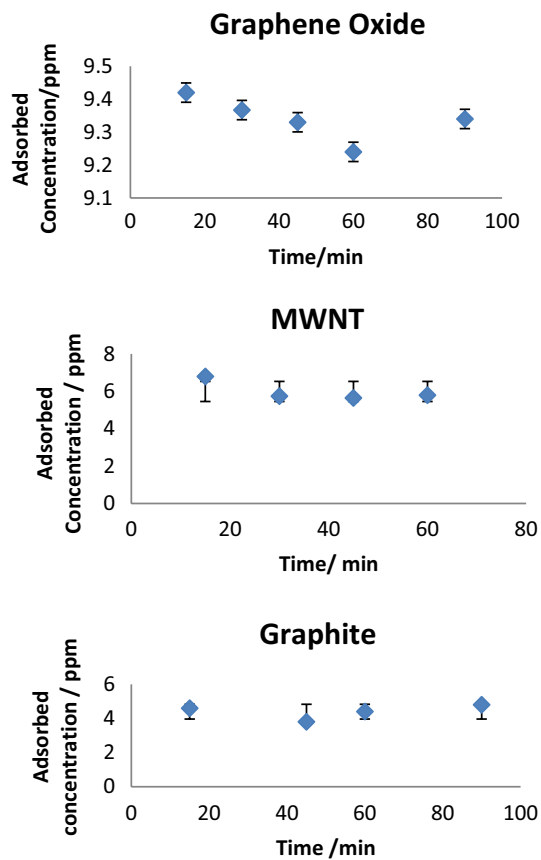 Graphene Oxide
Adsorbed
Concentration/ppm
9.5
9.4
9.3
9.2
9.1
0 20 40 60 80 100
Time/min
MWNT
Adsorbed
Concentration / ppm
8
6
4
2
0
0 20 40 60 80
Time/ min
Graphite
Adsorbed
concentration / ppm
6
4
2
0
0 20 40 60 80 100
Time /min